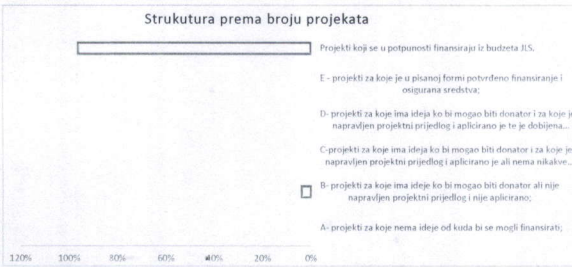 Strukutura prema broju projekata
Projekti koji se u potpunosti finansiraju iz budžeta JLS.
E - projekti za koje je u pisanoj formi potvrđeno finansiranje i
osigurana sredstva;
D- projekti za koje ima ideja ko bi mogao biti donator i za koje je
napravljen projektni prijedlog i aplicirano je te je dobijena...
C-projekti za koje ima ideja ko bi mogao biti donator i za koje je
napravljen projektni prijedlog i aplicirano je ali nema nikakve...
B- projekti za koje ima ideje ko bi mogao biti donator ali nije
napravljen projektni prijedlog i nije aplicirano;
A- projekti za koje nema ideje od kuda bi se mogli finansirati;
120% 100% 80% 60% 40% 20% 0%